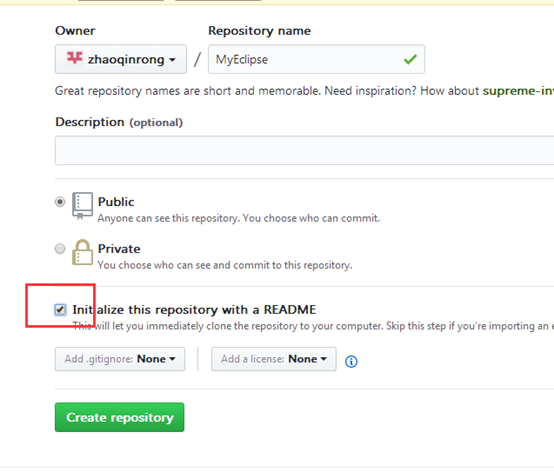 Owner Repository name
zhaoqinrong / MyEclipse
Great repository names are short and memorable. Need inspiration? How about supreme-in
Description (optional)
Public
Anyone can see this repository. You choose who can commit.
Private
You choose who can see and commit to this repository.
Initialize this repository with a README
This will let you immediately clone the repository to your computer. Skip this step if you're importing an e
Add .gitignore: None Add a license: None
Create repository